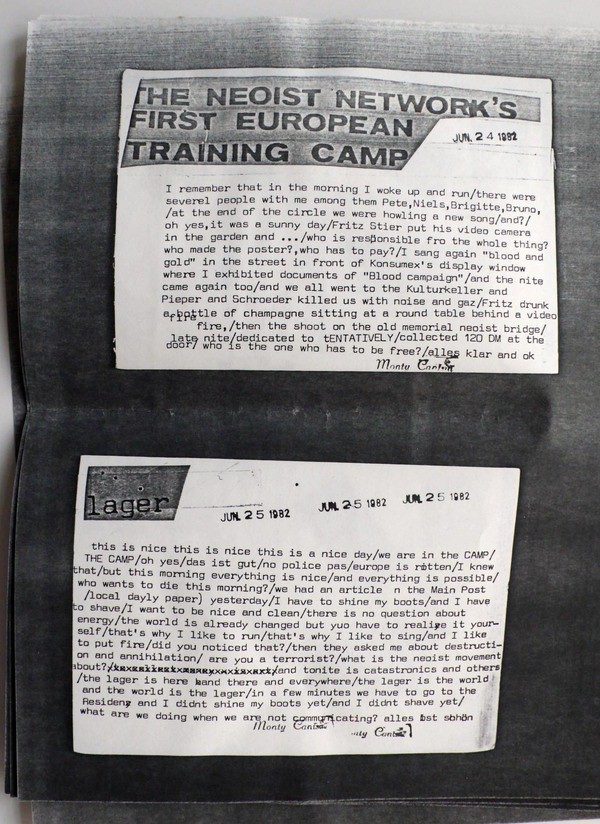 THE NEOIST NETWORK'S
FIRST EUROPEAN
TRAINING CAMP
JUN. 24 1982
I remember that in the morning I woke up and run/there were
severel people with me among them Pete,Niels,Brigitte,Bruno,
/at the end of the circle we were howling a new song/and?/
oh yes,it was a sunny day/Fritz Stier put his video camera
in the garden and .../who is responsible fro the whole thing?
who made the poster?,who has to pay?/I sang again "blood and
gold" in the street in front of Konsumex's display window
where I exhibited documents of "Blood campaign"/and the nite
came again too/and we all went to the Kulturkeller and
Pieper and Schroeder killed us with noise and gaz/Fritz drunk
a bottle of champagne sitting at a round table behind a video
fire
fire,/then the shoot on the old memorial neoist bridge/
late nite/dedicated to tENTATIVELY/collected 120 DM at the
door/ who is the one who has to be free?/alles klar and ok
Monty Cantsin
lager
JUN. 25 1982
JUN. 25 1982
JUN. 25 1982
this is nice this is nice this is a nice day/we are in the CAMP/
THE CAMP/oh yes/das ist gut/no police pas/europe is rotten/I knew
that/but this morning everything is nice/and everything is possible/
who wants to die this morning?/we had an article n the Main Post
/local dayly paper) yesterday/I have to shine my boots/and I have
to shave/I want to be nice and clean/there is no question about
energy/the world is already changed but yuo have to realize it your-
self/that's why I like to run/that's why I like to sing/and I like
to put fire/did you noticed that?/then they asked me about destructi-
on and annihilation/ are you a terrorist?/what is the neoist movement
about?/and tonite is catastronics and others
/the lager is here and there and everywhere/the lager is the world
and the world is the lager/in a few minutes we have to go to the
Residenz and I didnt shine my boots yet/and I didnt shave yet/
what are we doing when we are not communicating? alles ist schön
Monty Cantsin
Monty Cantsin